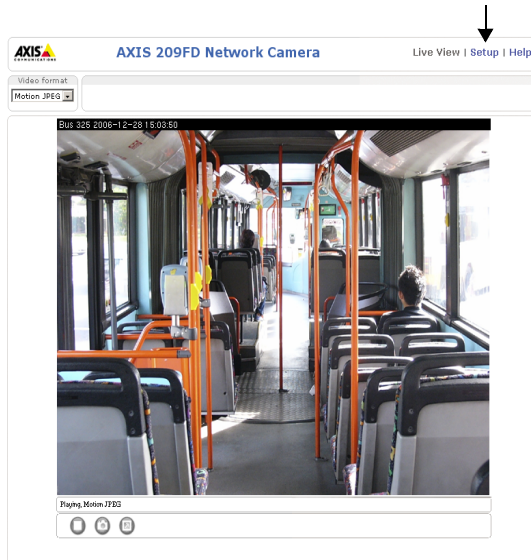 AXIS
COMMUNICATIONS
AXIS 209FD Network Camera
Live View | Setup | Help
Video format
Motion JPEG
Bus 325 2006-12-28 15:03:50
Playing, Motion JPEG